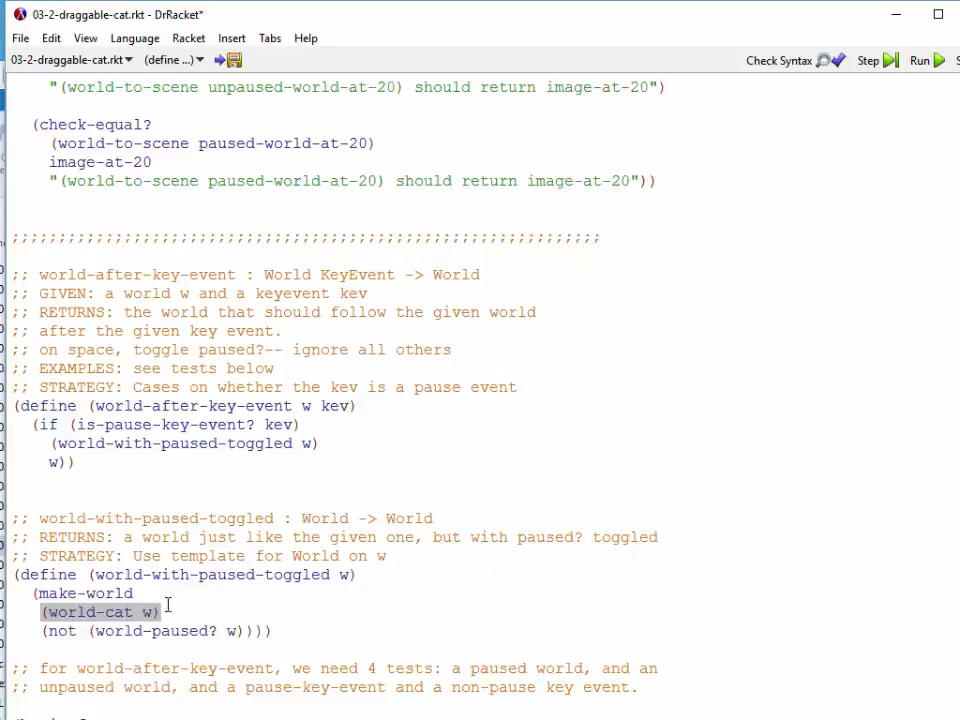 03-2-draggable-cat.rkt - DrRacket*
File Edit View Language Racket Insert Tabs Help
03-2-draggable-cat.rkt (define ...) Check Syntax Step Run
"(world-to-scene unpaused-world-at-20) should return image-at-20")
(check-equal?
(world-to-scene paused-world-at-20)
image-at-20
"(world-to-scene paused-world-at-20) should return image-at-20"))
;;;;;;;;;;;;;;;;;;;;;;;;;;;;;;;;;;;;;;;;;;;;;;;;;;;;;;;;;;;;;;;
;; world-after-key-event : World KeyEvent -> World
;; GIVEN: a world w and a keyevent kev
;; RETURNS: the world that should follow the given world
;; after the given key event.
;; on space, toggle paused?-- ignore all others
;; EXAMPLES: see tests below
;; STRATEGY: Cases on whether the kev is a pause event
(define (world-after-key-event w kev)
(if (is-pause-key-event? kev)
(world-with-paused-toggled w)
w))
;; world-with-paused-toggled : World -> World
;; RETURNS: a world just like the given one, but with paused? toggled
;; STRATEGY: Use template for World on w
(define (world-with-paused-toggled w)
(make-world
(world-cat w)
(not (world-paused? w))))
;; for world-after-key-event, we need 4 tests: a paused world, and an
;; unpaused world, and a pause-key-event and a non-pause key event.